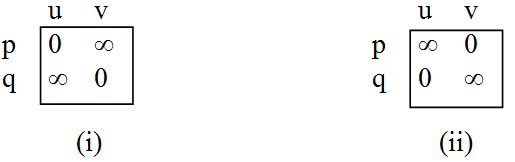 u v
p 0 ∞
q ∞ 0
(i)
u v
p ∞ 0
q 0 ∞
(ii)